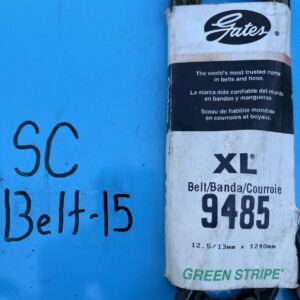 SC
Belt-15
Gates
The world's most trusted name
in belts and hose.
La marca más confiable del mundo
en bandas y mangueras.
Sceau de fiabilité mondiale
en courroies et boyaux.
XL®
Belt/Banda/Courroie
9485
12.5/13mm x 1240mm
GREEN STRIPE®